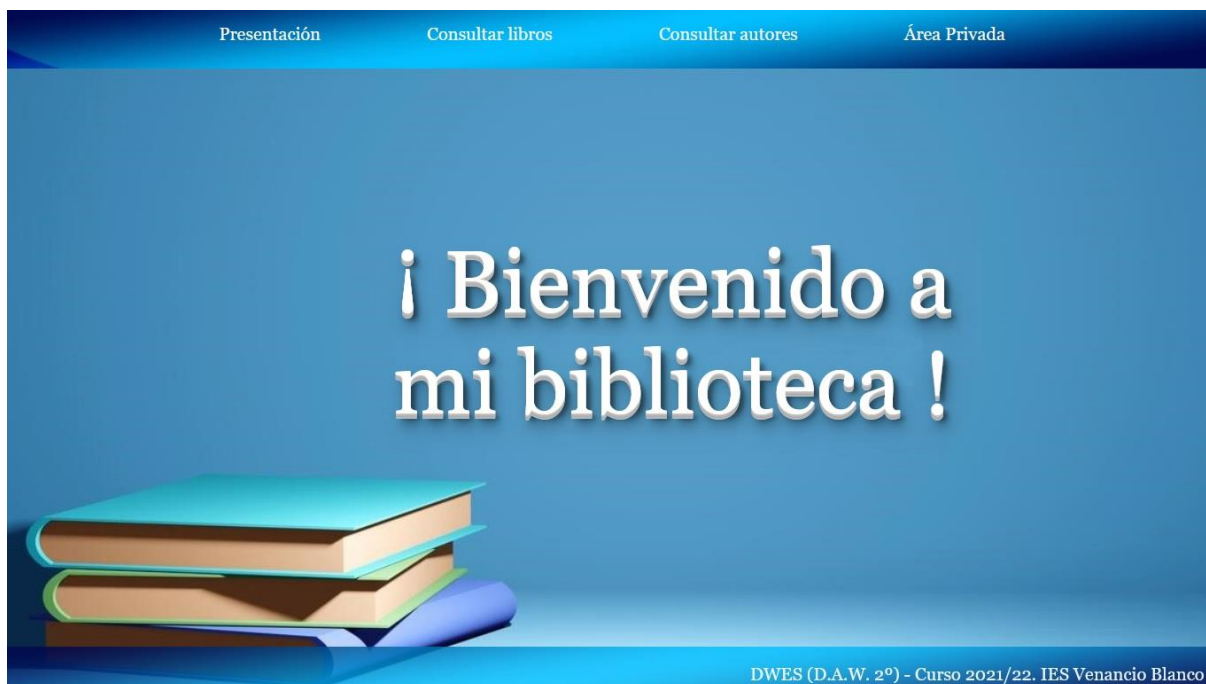 Presentación Consultar libros Consultar autores Área Privada
¡ Bienvenido a
mi biblioteca !
DWES (D.A.W. 2º) - Curso 2021/22. IES Venancio Blanco